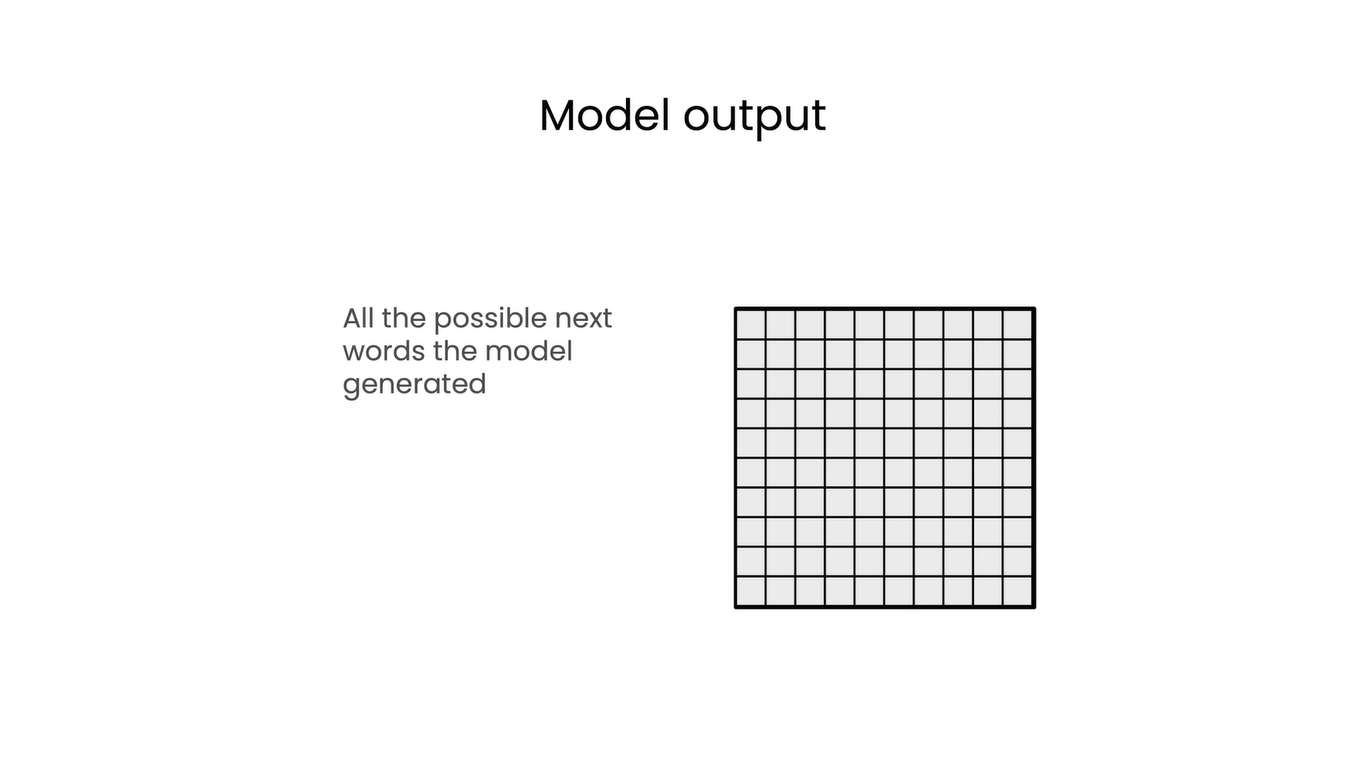 Model output
All the possible next
words the model
generated